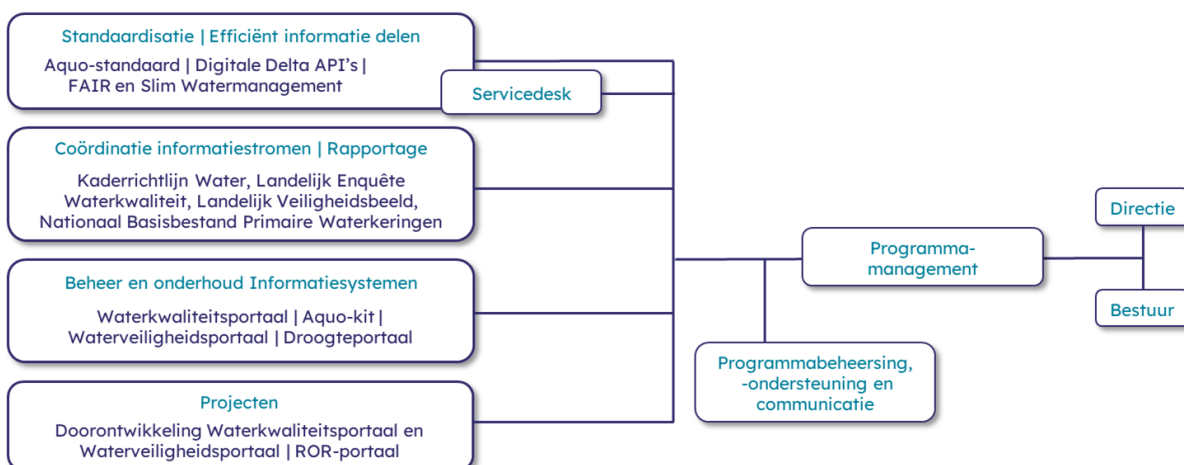 Standaardisatie | Efficiënt informatie delen
Aquo-standaard | Digitale Delta API’s |
FAIR en Slim Watermanagement
Servicedesk
Coördinatie informatiestromen | Rapportage
Kaderrichtlijn Water, Landelijk Enquête
Waterkwaliteit, Landelijk Veiligheidsbeeld,
Nationaal Basisbestand Primaire Waterkeringen
Beheer en onderhoud Informatiesystemen
Waterkwaliteitsportaal | Aquo-kit |
Waterveiligheidsportaal | Droogteportaal
Projecten
Doorontwikkeling Waterkwaliteitsportaal en
Waterveiligheidsportaal | ROR-portaal
Programma-
management
Programmabeheersing,
-ondersteuning en
communicatie
Directie
Bestuur